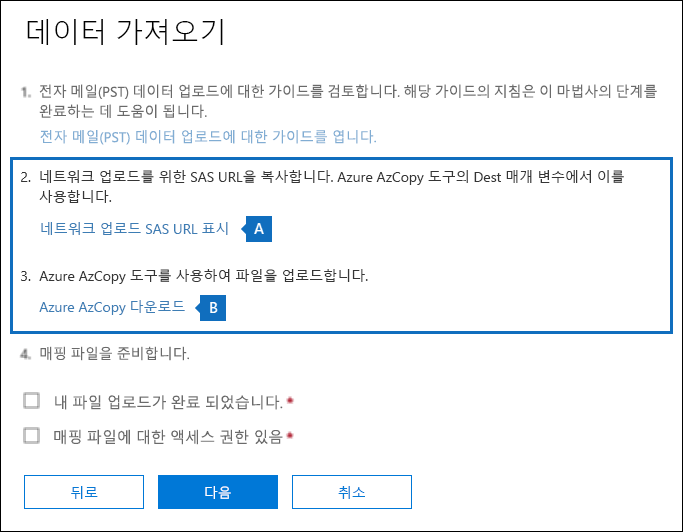 데이터 가져오기
1. 전자 메일(PST) 데이터 업로드에 대한 가이드를 검토합니다. 해당 가이드의 지침은 이 마법사의 단계를
완료하는 데 도움이 됩니다.
전자 메일(PST) 데이터 업로드에 대한 가이드를 엽니다.
2. 네트워크 업로드를 위한 SAS URL을 복사합니다. Azure AzCopy 도구의 Dest 매개 변수에서 이를
사용합니다.
네트워크 업로드 SAS URL 표시 A
3. Azure AzCopy 도구를 사용하여 파일을 업로드합니다.
Azure AzCopy 다운로드 B
4. 매핑 파일을 준비합니다.
내 파일 업로드가 완료 되었습니다.*
매핑 파일에 대한 액세스 권한 있음*
뒤로 다음 취소